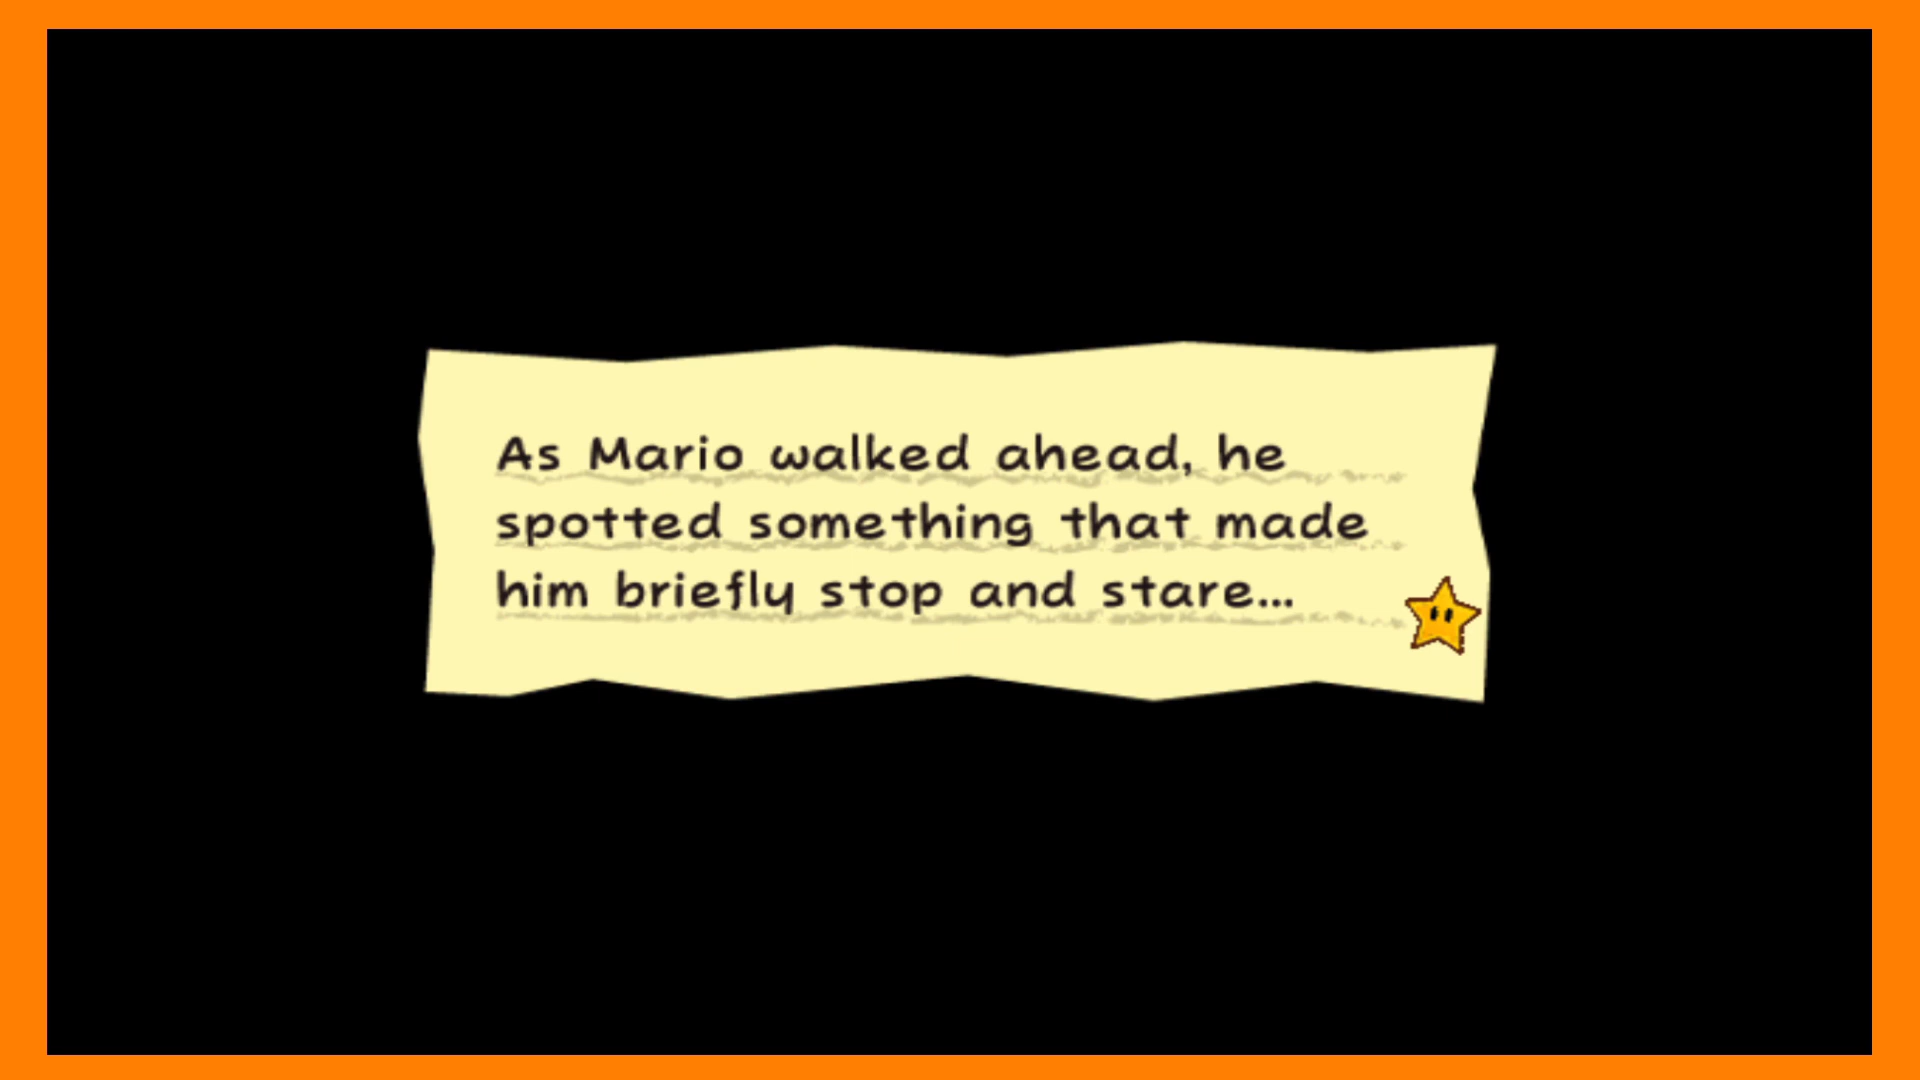 As Mario walked ahead, he
spotted something that made
him briefly stop and stare...